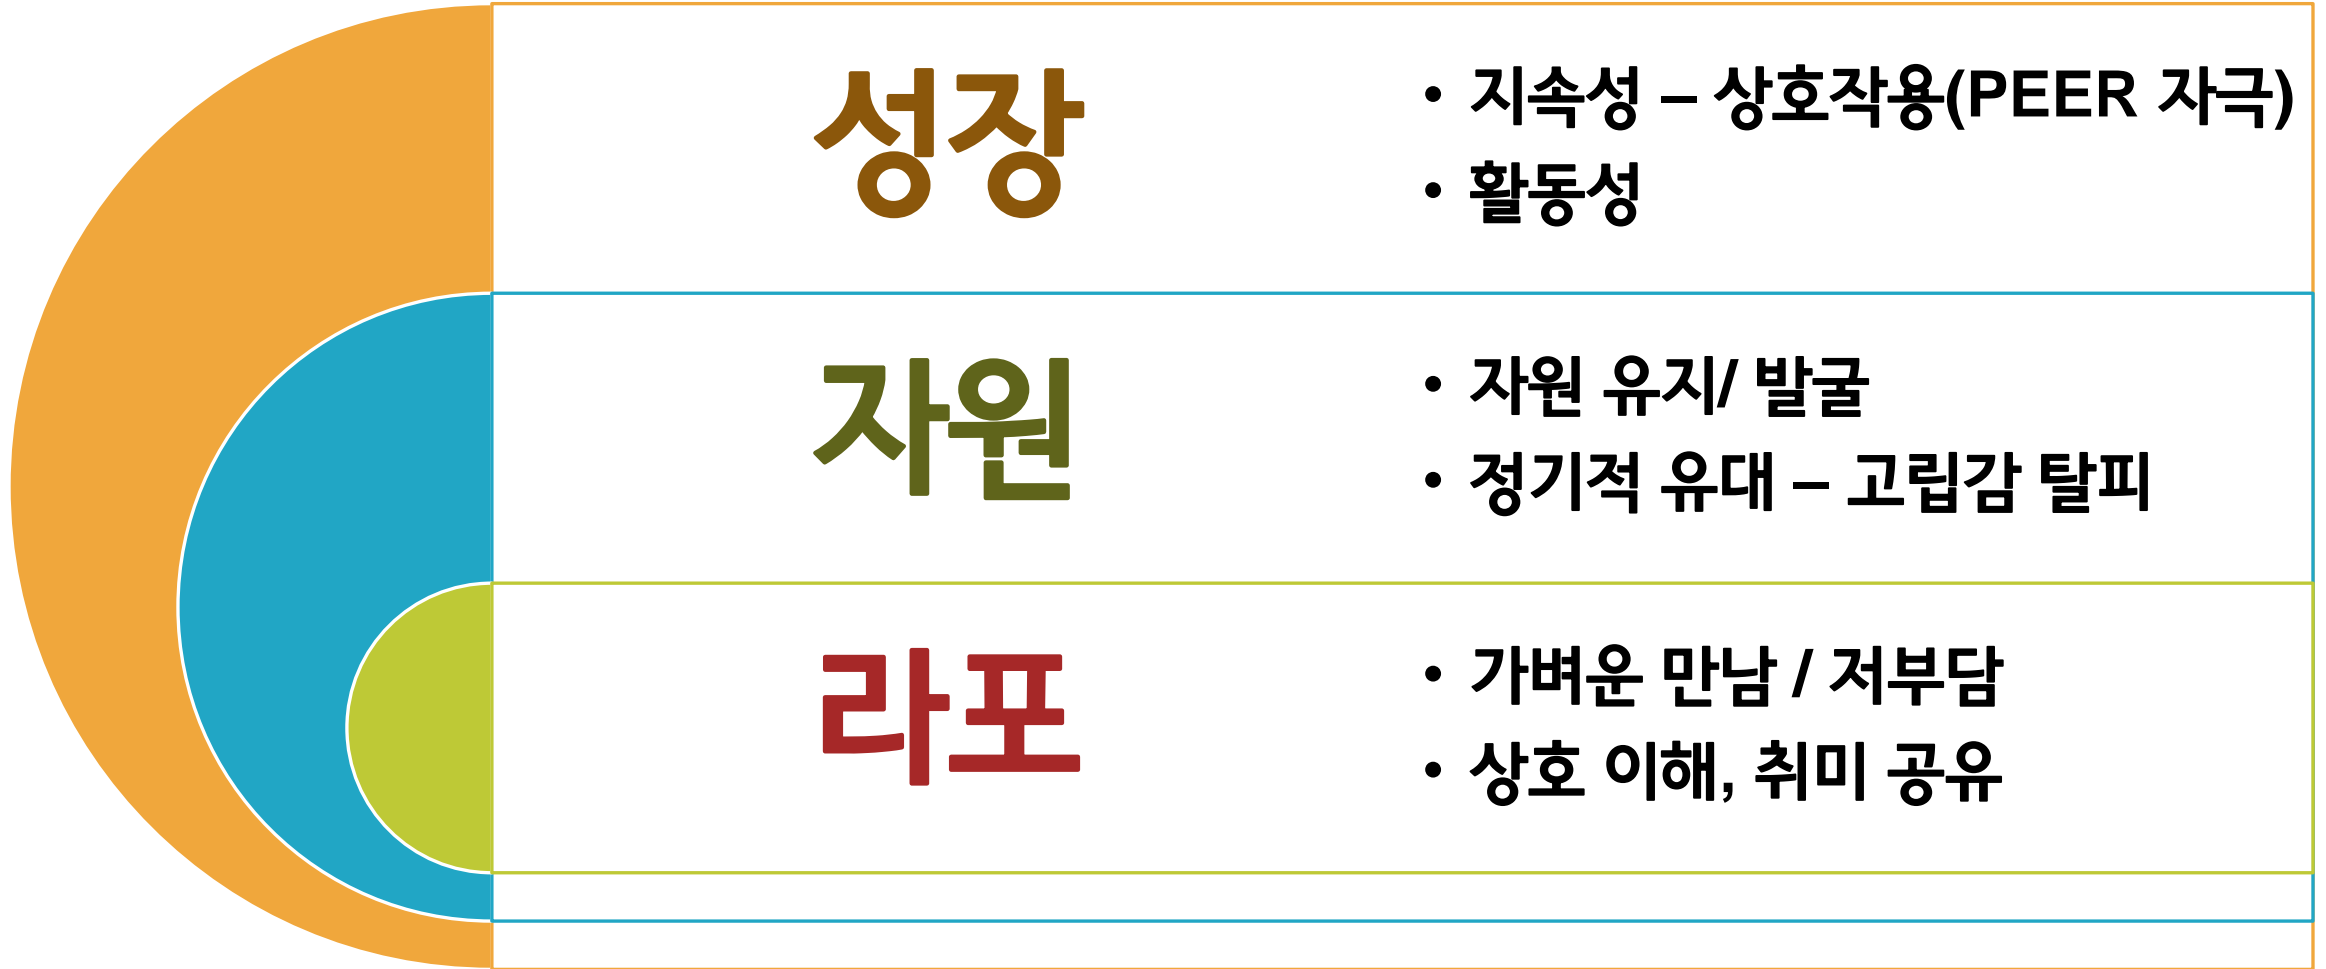 성장
• 지속성 – 상호작용(PEER 자극)
• 활동성
자원
• 자원 유지/ 발굴
• 정기적 유대 – 고립감 탈피
라포
• 가벼운 만남 / 저부담
• 상호 이해, 취미 공유